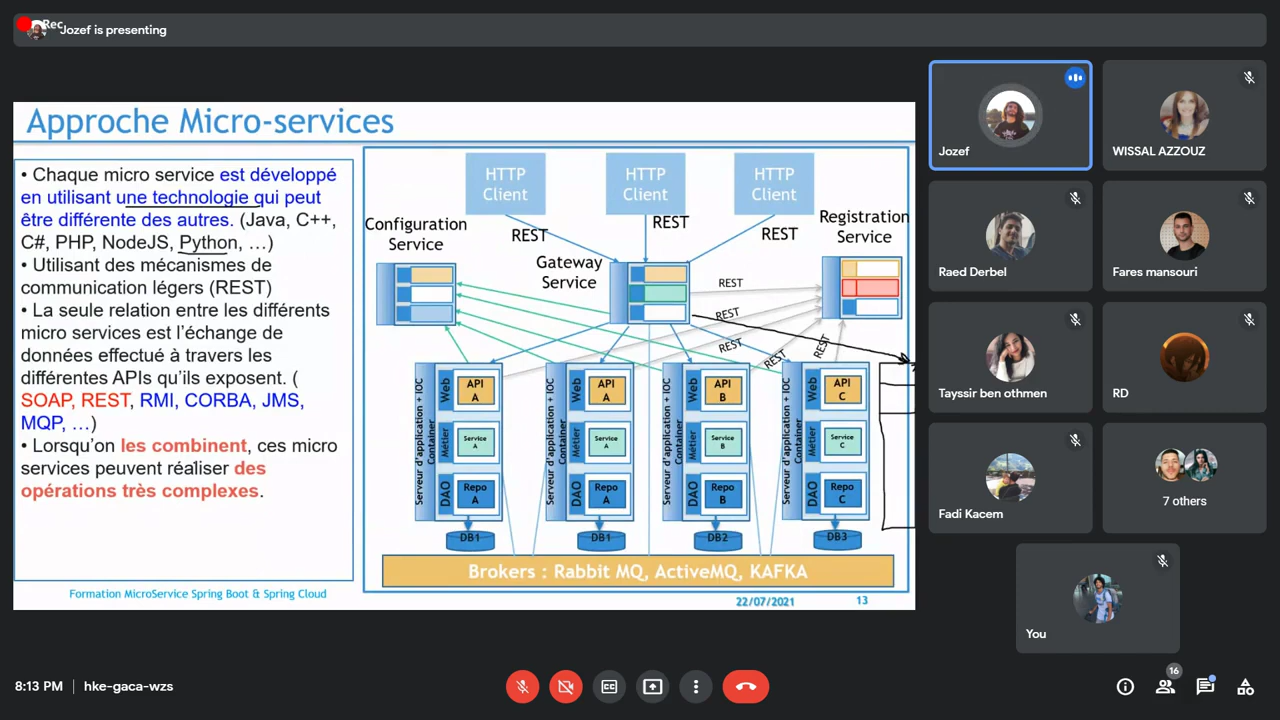 Rec
Jozef is presenting
Approche Micro-services
• Chaque micro service est développé
en utilisant une technologie qui peut
être différente des autres. (Java, C++,
C#, PHP, NodeJS, Python, …)
• Utilisant des mécanismes de
communication légers (REST)
• La seule relation entre les différents
micro services est l’échange de
données effectué à travers les
différentes APIs qu’ils exposent. (
SOAP, REST, RMI, CORBA, JMS,
MQP, …)
• Lorsqu’on les combinent, ces micro
services peuvent réaliser des
opérations très complexes.
HTTP
Client
HTTP
Client
HTTP
Client
Configuration
Service
REST
REST
REST
Registration
Service
Gateway
Service
REST
REST
REST
REST
REST
Serveur d'application + IOC
Container
Web
API
A
Métier
Service
A
DAO
Repo
A
DB1
Serveur d'application + IOC
Container
Web
API
A
Métier
Service
A
DAO
Repo
A
DB1
Serveur d'application + IOC
Container
Web
API
B
Métier
Service
B
DAO
Repo
B
DB2
Serveur d'application + IOC
Container
Web
API
C
Métier
Service
C
DAO
Repo
C
DB3
Brokers : Rabbit MQ, ActiveMQ, KAFKA
Formation MicroService Spring Boot & Spring Cloud
22/07/2021
13
Jozef
WISSAL AZZOUZ
Raed Derbel
Fares mansouri
Tayssir ben othmen
RD
Fadi Kacem
7 others
You
8:13 PM | hke-gaca-wzs
16